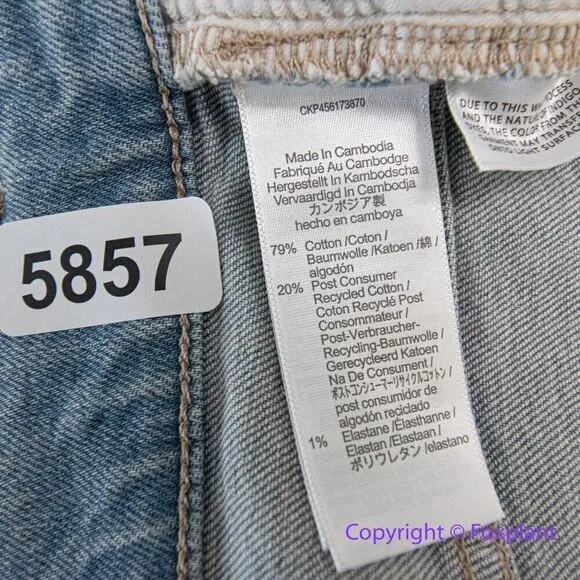 CKP456173870
Made In Cambodia
Fabriqué Au Cambodge
Hergestellt In Kambodscha
Vervaardigd In Cambodja
カンボジア製
hecho en camboya
79% Cotton /Coton /
Baumwolle /Katoen /綿 /
algodón
20% Post Consumer
Recycled Cotton /
Coton Recyclé Post
Consommateur /
Post-Verbraucher-
Recycling-Baumwolle /
Gerecycleerd Katoen
Na De Consument /
ポストコンシューマーリサイクルコットン /
post consumidor de
algodón reciclado
1% Elastane /Elasthanne /
Elastan /Elastaan /
ポリウレタン /elastano
DUE TO THIS
AND THE NATURE INDIGO
THE COLOR FROM
MAY
SURFACE
5857
Copyright © Foxplant